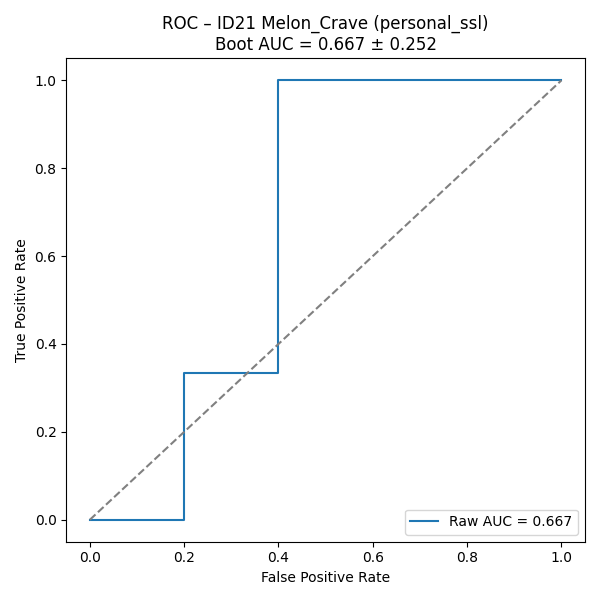 ROC – ID21 Melon_Crave (personal_ssl)
Boot AUC = 0.667 ± 0.252
True Positive Rate
1.0
0.8
0.6
0.4
0.2
0.0
Raw AUC = 0.667
0.0 0.2 0.4 0.6 0.8 1.0
False Positive Rate